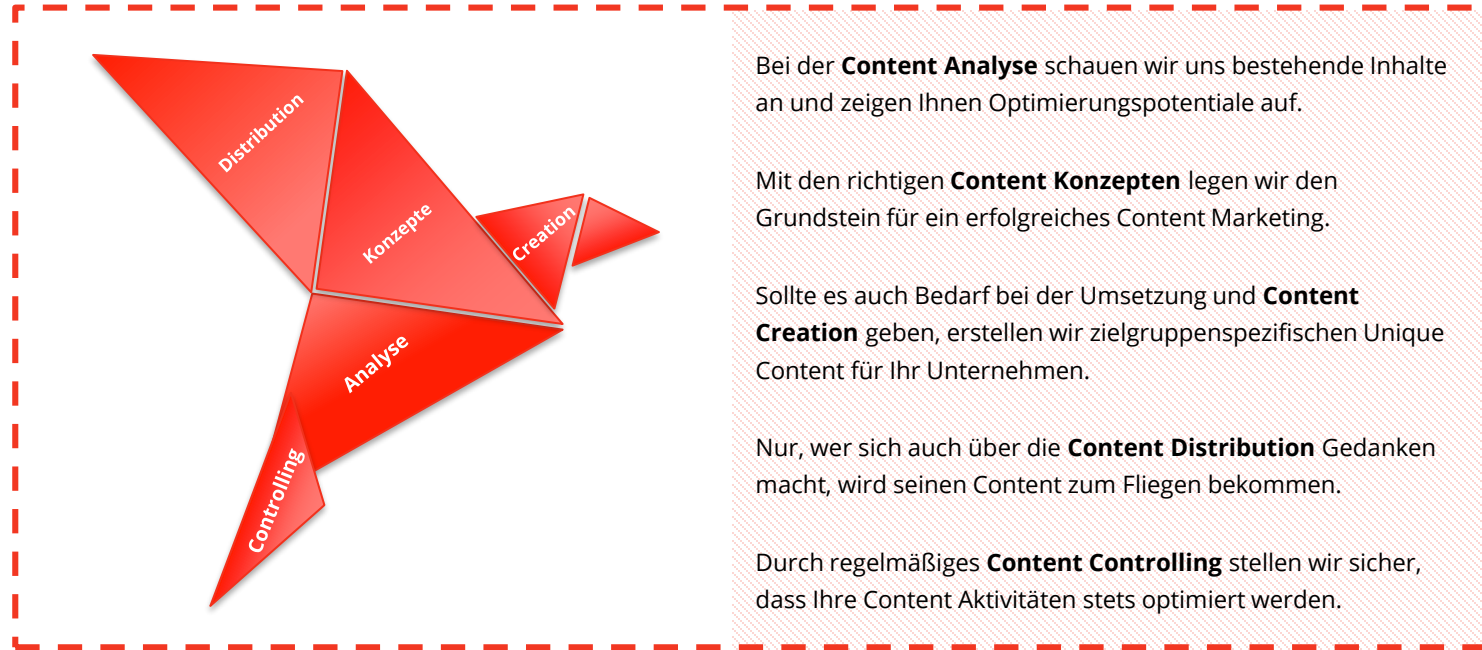 Distribution
Konzepte
Creation
Analyse
Controlling
Bei der Content Analyse schauen wir uns bestehende Inhalte
an und zeigen Ihnen Optimierungspotentiale auf.
Mit den richtigen Content Konzepten legen wir den
Grundstein für ein erfolgreiches Content Marketing.
Sollte es auch Bedarf bei der Umsetzung und Content
Creation geben, erstellen wir zielgruppenspezifischen Unique
Content für Ihr Unternehmen.
Nur, wer sich auch über die Content Distribution Gedanken
macht, wird seinen Content zum Fliegen bekommen.
Durch regelmäßiges Content Controlling stellen wir sicher,
dass Ihre Content Aktivitäten stets optimiert werden.